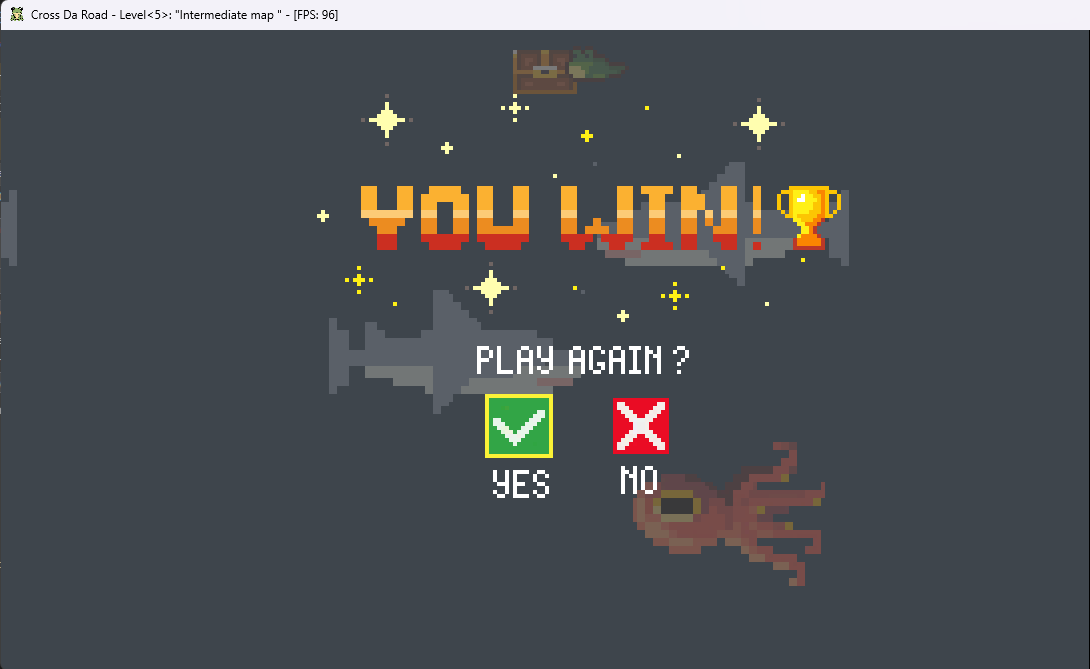 Cross Da Road - Level<5>: "Intermediate map " - [FPS: 96]
YOU WIN!
PLAY AGAIN ?
YES
NO